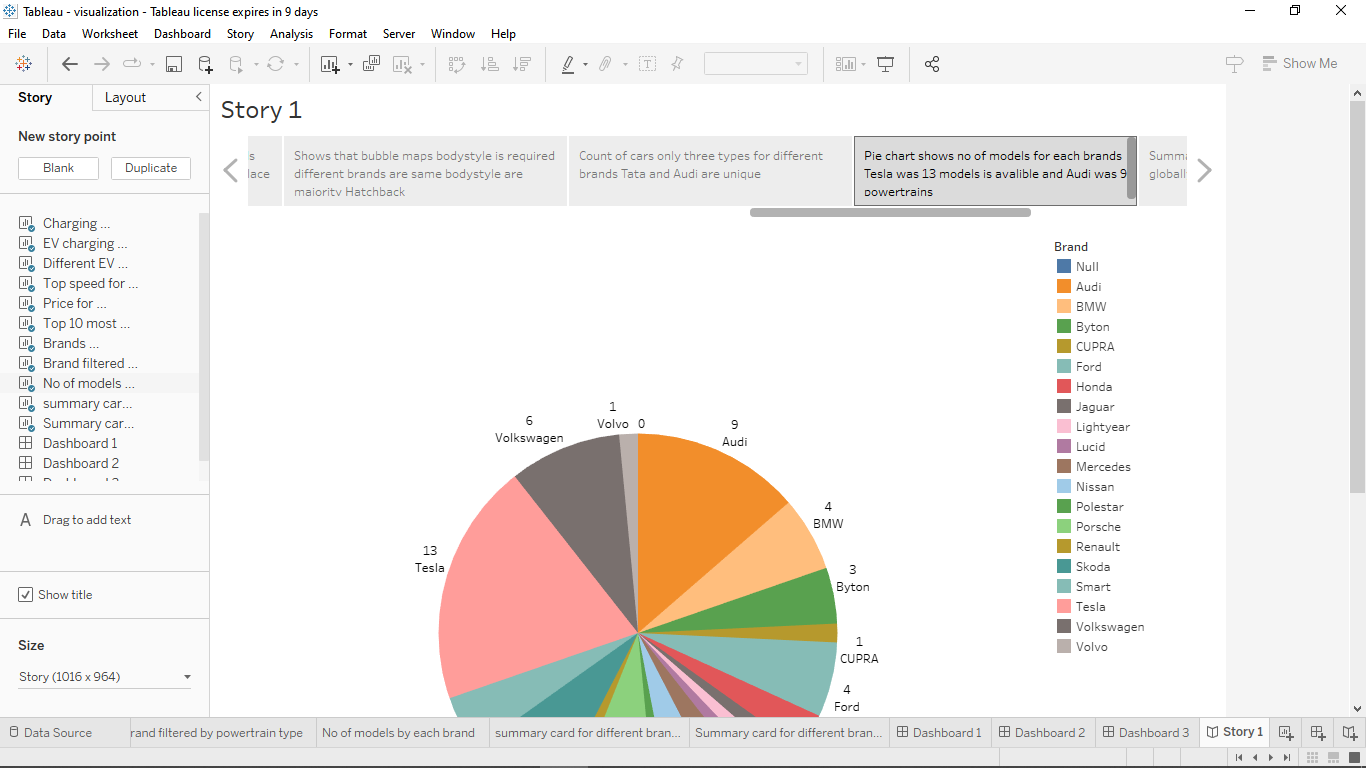 Tableau - visualization - Tableau license expires in 9 days
File Data Worksheet Dashboard Story Analysis Format Server Window Help
Show Me
Story Layout
New story point
Blank Duplicate
Charging ...
EV charging ...
Different EV ...
Top speed for ...
Price for ...
Top 10 most ...
Brands ...
Brand filtered ...
No of models ...
summary car...
Summary car...
Dashboard 1
Dashboard 2
A Drag to add text
Show title
Size
Story (1016 x 964)
Story 1
s
lace
Shows that bubble maps bodystyle is required
different brands are same bodystyle are
majority Hatchback
Count of cars only three types for different
brands Tata and Audi are unique
Pie chart shows no of models for each brands
Tesla was 13 models is avalible and Audi was 9
powertrains
Summa
globall
Brand
Null
Audi
BMW
Byton
CUPRA
Ford
Honda
Jaguar
Lightyear
Lucid
Mercedes
Nissan
Polestar
Porsche
Renault
Skoda
Smart
Tesla
Volkswagen
Volvo
6
Volkswagen
1
Volvo
0
9
Audi
4
BMW
3
Byton
1
CUPRA
4
Ford
13
Tesla
Data Source rand filtered by powertrain type No of models by each brand summary card for different bran... Summary card for different bran... Dashboard 1 Dashboard 2 Dashboard 3 Story 1